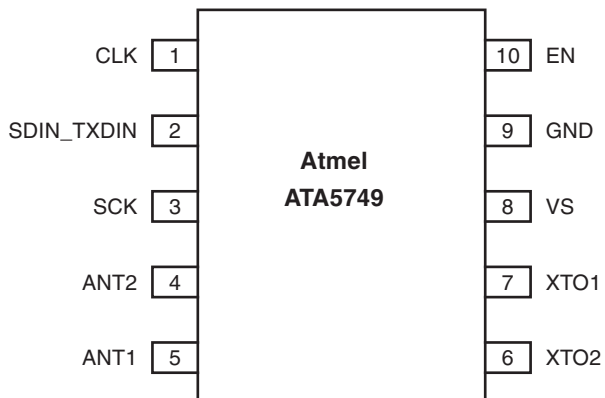 CLK 1 10 EN
SDIN_TXDIN 2 9 GND
Atmel
ATA5749
SCK 3 8 VS
ANT2 4 7 XTO1
ANT1 5 6 XTO2